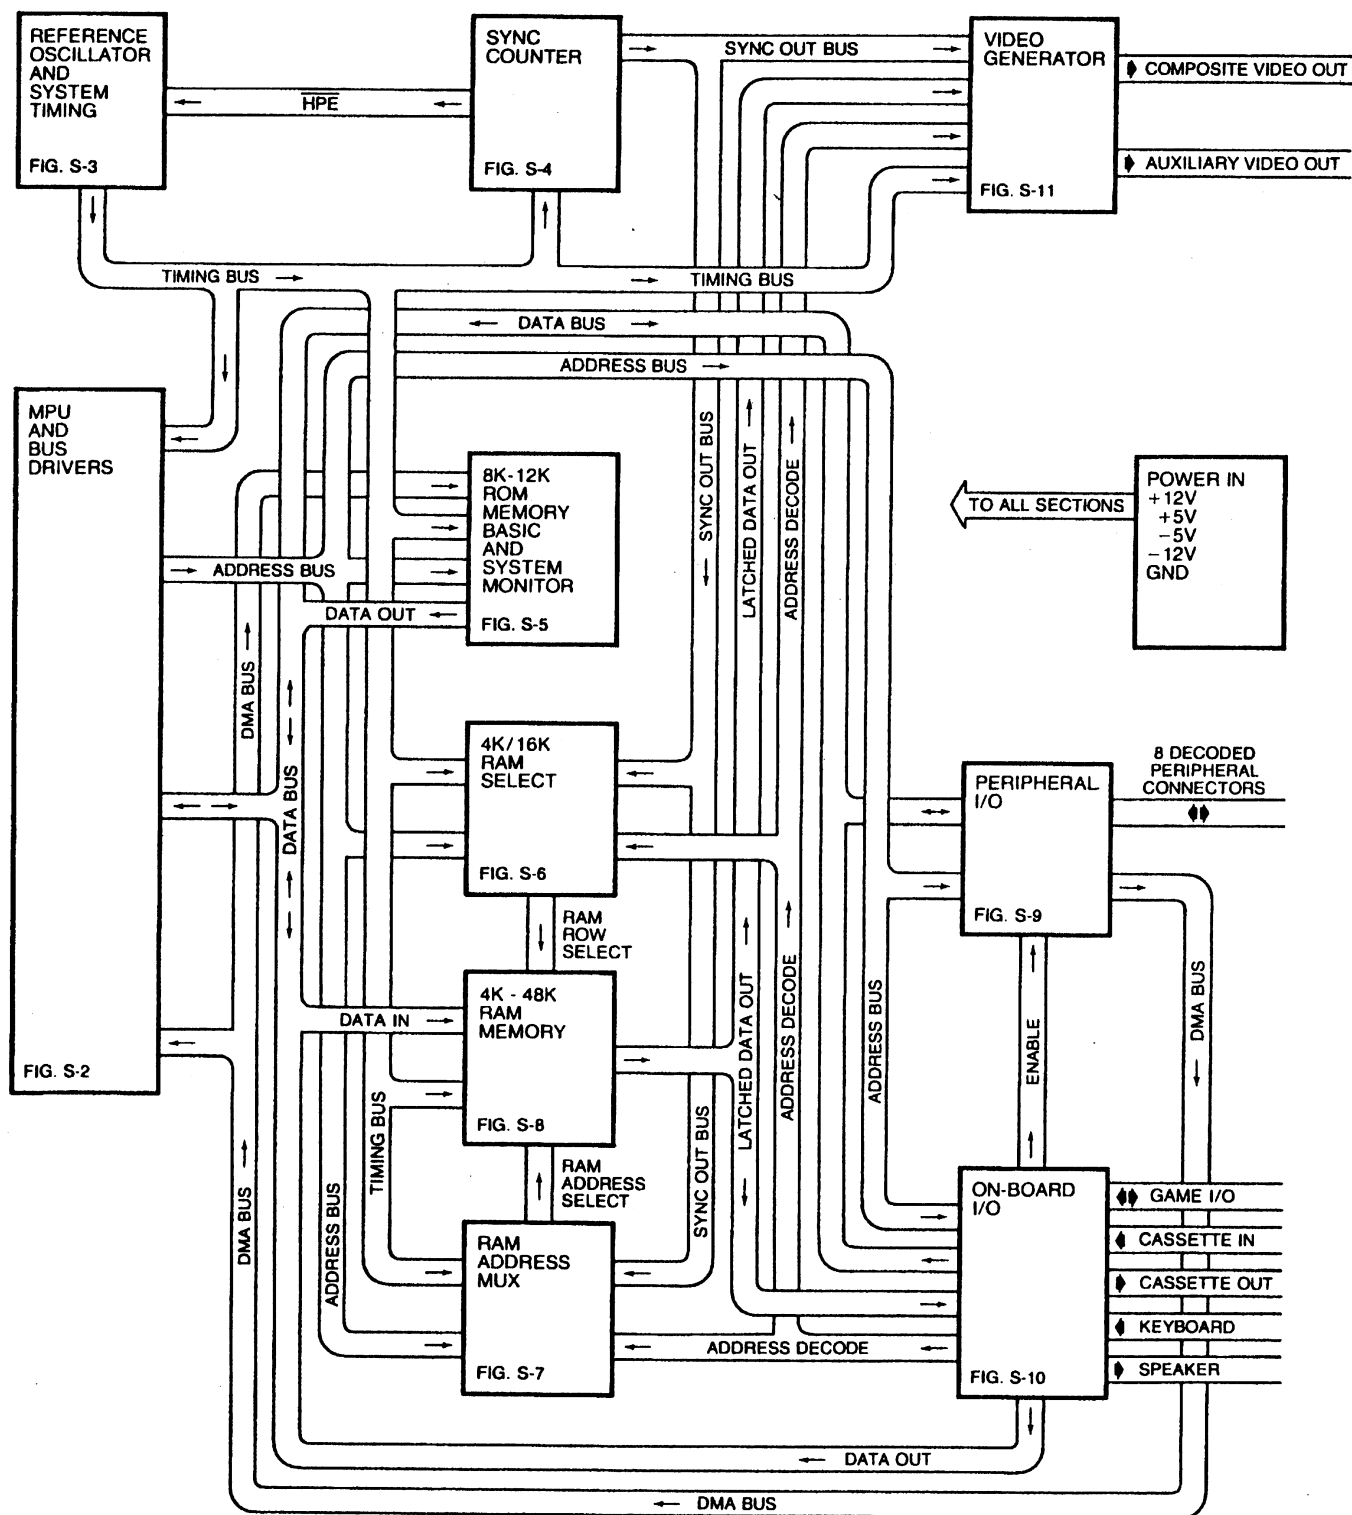 REFERENCE
OSCILLATOR
AND
SYSTEM
TIMING
FIG. S-3
HPE
SYNC
COUNTER
FIG. S-4
SYNC OUT BUS
VIDEO
GENERATOR
FIG. S-11
COMPOSITE VIDEO OUT
AUXILIARY VIDEO OUT
TIMING BUS
TIMING BUS
DATA BUS
ADDRESS BUS
MPU
AND
BUS
DRIVERS
FIG. S-2
8K-12K
ROM
MEMORY
BASIC
AND
SYSTEM
MONITOR
FIG. S-5
ADDRESS BUS
DATA OUT
DMA BUS
DATA BUS
SYNC OUT BUS
LATCHED DATA OUT
ADDRESS DECODE
TO ALL SECTIONS
POWER IN
+12V
+5V
−5V
−12V
GND
4K/16K
RAM
SELECT
FIG. S-6
RAM
ROW
SELECT
PERIPHERAL
I/O
FIG. S-9
8 DECODED
PERIPHERAL
CONNECTORS
4K - 48K
RAM
MEMORY
FIG. S-8
DATA IN
LATCHED DATA OUT
ADDRESS DECODE
ADDRESS BUS
ENABLE
DMA BUS
RAM
ADDRESS
SELECT
DMA BUS
ADDRESS BUS
TIMING BUS
SYNC OUT BUS
RAM
ADDRESS
MUX
FIG. S-7
ADDRESS DECODE
ON-BOARD
I/O
FIG. S-10
GAME I/O
CASSETTE IN
CASSETTE OUT
KEYBOARD
SPEAKER
DATA OUT
DMA BUS